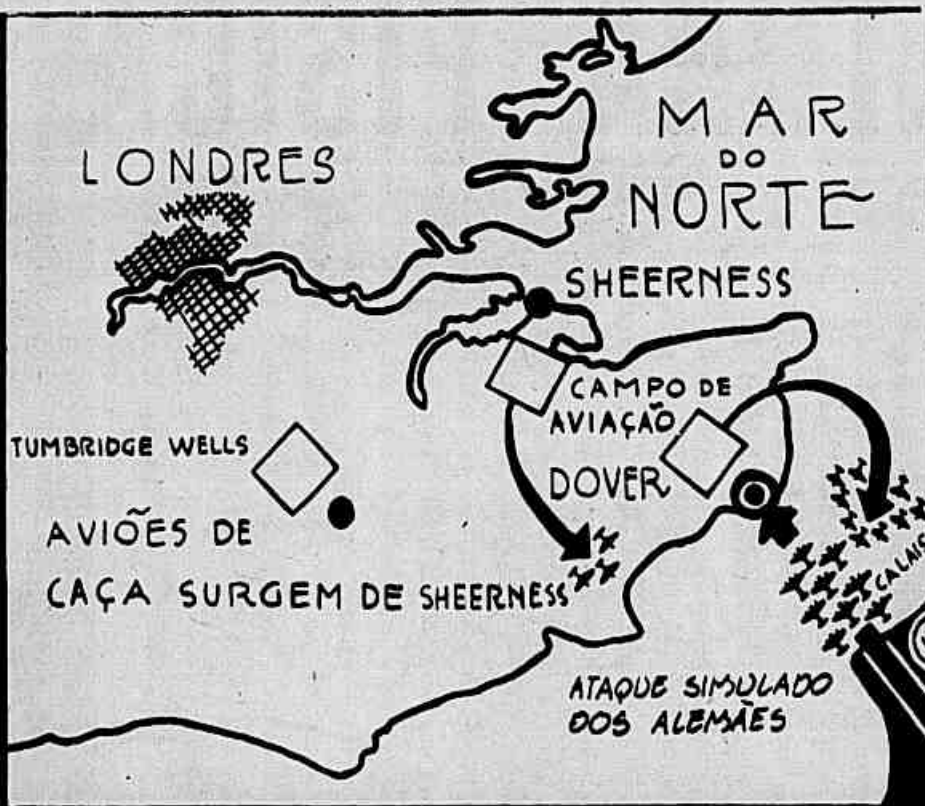 MAR
DO
NORTE
LONDRES
SHEERNESS
CAMPO DE
AVIAÇÃO
TUMBRIDGE WELLS
DOVER
AVIÕES DE
CAÇA SURGEM DE SHEERNESS
CALAIS
ATAQUE SIMULADO
DOS ALEMÃES